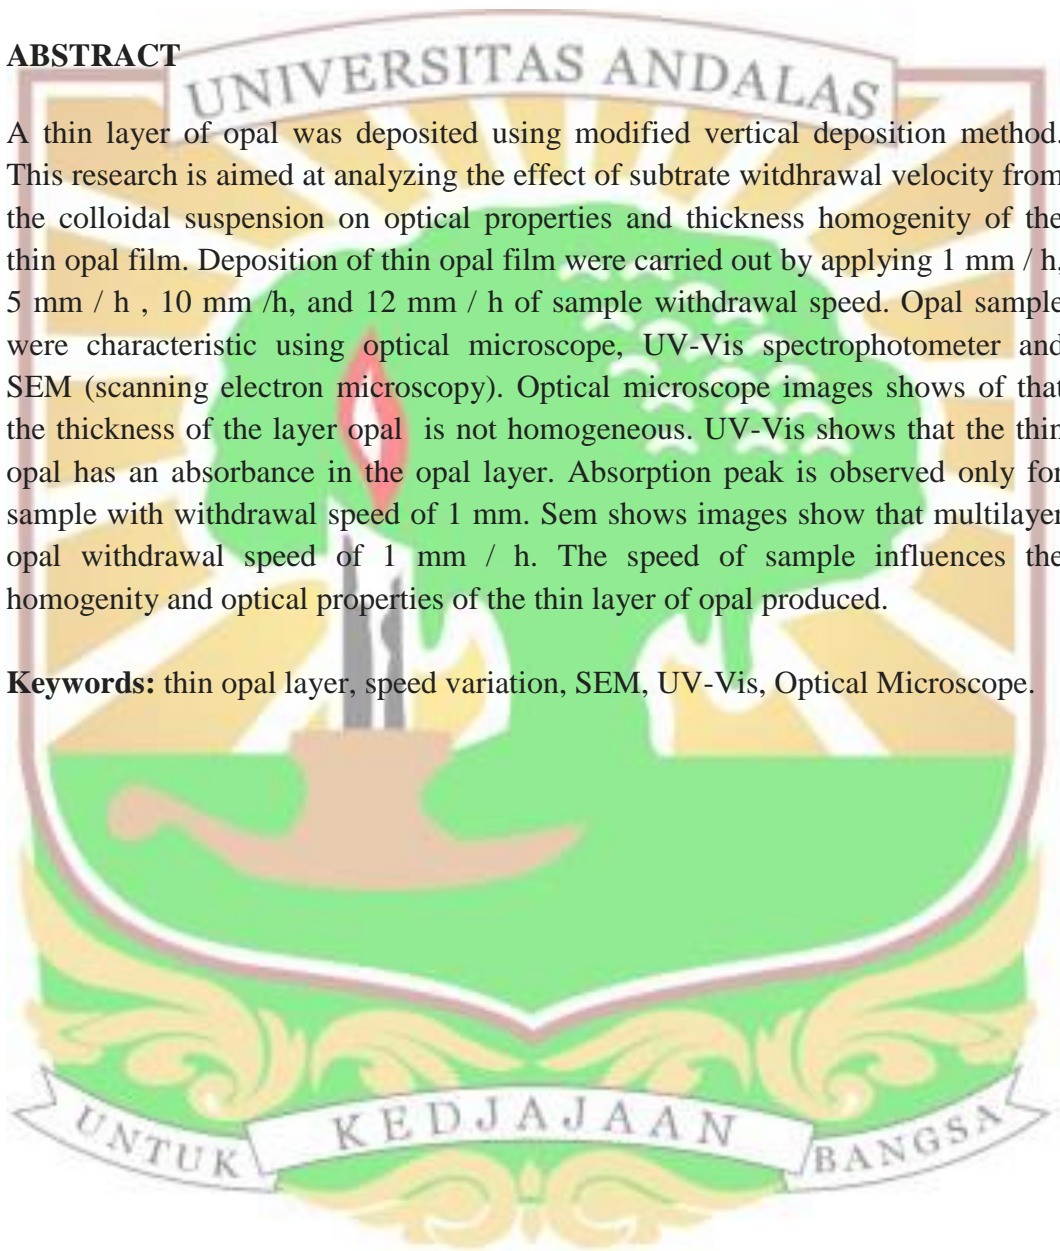 ABSTRACT
UNIVERSITAS ANDALAS
A thin layer of opal was deposited using modified vertical deposition method.
This research is aimed at analyzing the effect of subtrate witdhrawal velocity from
the colloidal suspension on optical properties and thickness homogenity of the
thin opal film. Deposition of thin opal film were carried out by applying 1 mm / h,
5 mm / h , 10 mm /h, and 12 mm / h of sample withdrawal speed. Opal sample
were characteristic using optical microscope, UV-Vis spectrophotometer and
SEM (scanning electron microscopy). Optical microscope images shows of that
the thickness of the layer opal is not homogeneous. UV-Vis shows that the thin
opal has an absorbance in the opal layer. Absorption peak is observed only for
sample with withdrawal speed of 1 mm. Sem shows images show that multilayer
opal withdrawal speed of 1 mm / h. The speed of sample influences the
homogenity and optical properties of the thin layer of opal produced.
Keywords: thin opal layer, speed variation, SEM, UV-Vis, Optical Microscope.
UNTUK KEDJAJAAN BANGSA